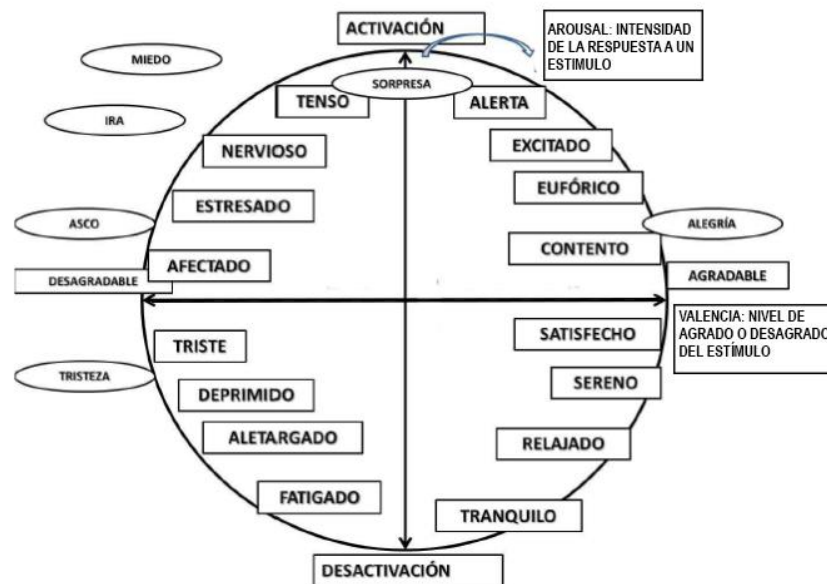 ACTIVACIÓN
AROUSAL: INTENSIDAD
DE LA RESPUESTA A UN
ESTIMULO
MIEDO
SORPRESA
TENSO
ALERTA
IRA
NERVIOSO
EXCITADO
EUFÓRICO
ESTRESADO
ASCO
ALEGRÍA
CONTENTO
AFECTADO
AGRADABLE
DESAGRADABLE
VALENCIA: NIVEL DE
AGRADO O DESAGRADO
DEL ESTÍMULO
SATISFECHO
TRISTE
TRISTEZA
SERENO
DEPRIMIDO
ALETARGADO
RELAJADO
FATIGADO
TRANQUILO
DESACTIVACIÓN